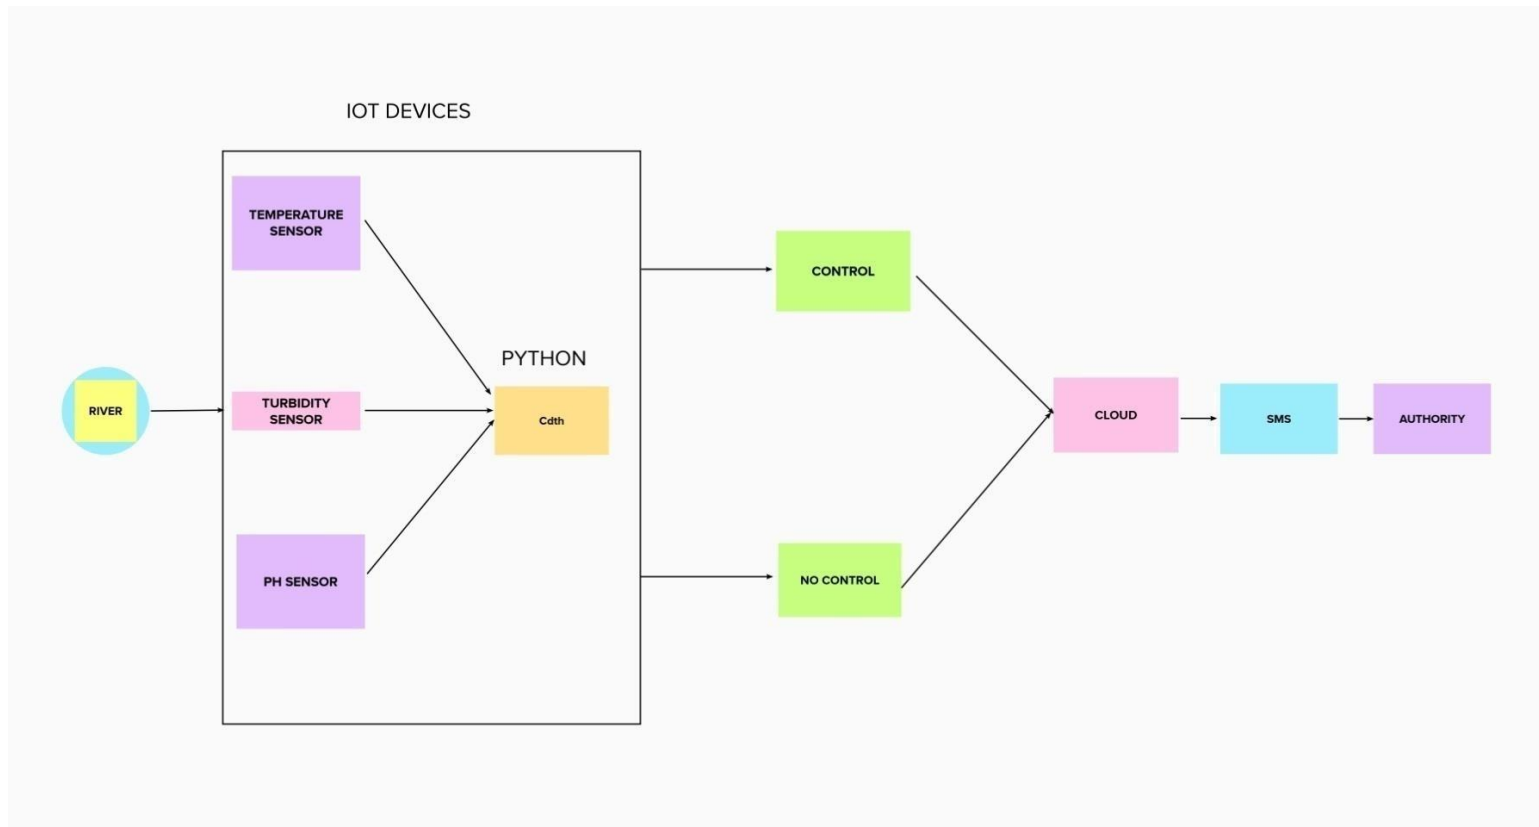 IOT DEVICES
TEMPERATURE
SENSOR
PYTHON
RIVER
TURBIDITY
SENSOR
Cdth
PH SENSOR
CONTROL
NO CONTROL
CLOUD
SMS
AUTHORITY